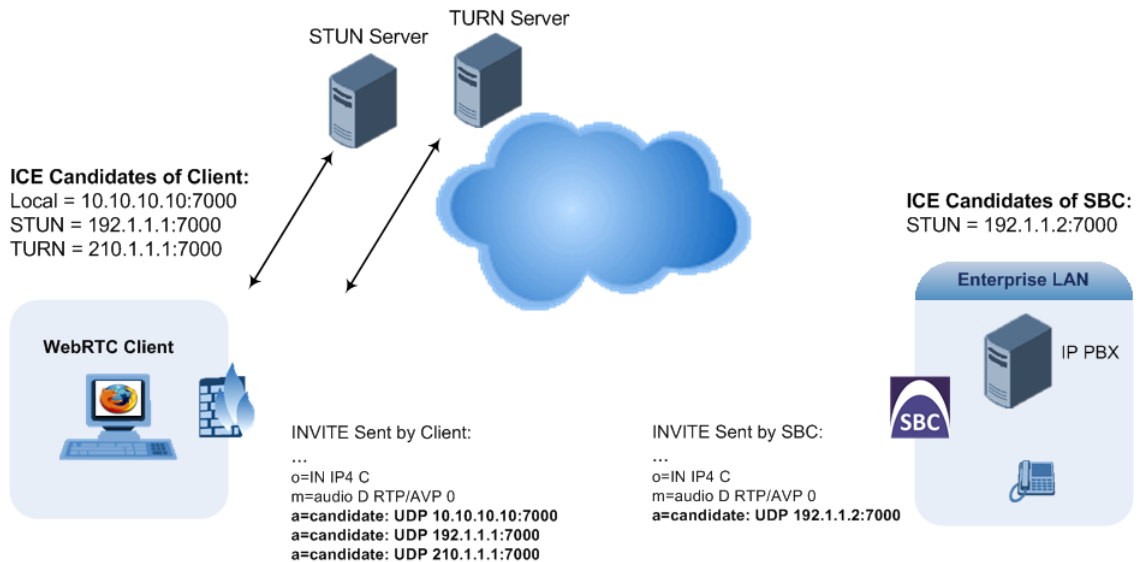 TURN Server
STUN Server
ICE Candidates of Client:
Local = 10.10.10.10:7000
STUN = 192.1.1.1:7000
TURN = 210.1.1.1:7000
ICE Candidates of SBC:
STUN = 192.1.1.2:7000
Enterprise LAN
WebRTC Client
IP PBX
SBC
INVITE Sent by Client:
...
o=IN IP4 C
m=audio D RTP/AVP 0
a=candidate: UDP 10.10.10.10:7000
a=candidate: UDP 192.1.1.1:7000
a=candidate: UDP 210.1.1.1:7000
INVITE Sent by SBC:
...
o=IN IP4 C
m=audio D RTP/AVP 0
a=candidate: UDP 192.1.1.2:7000